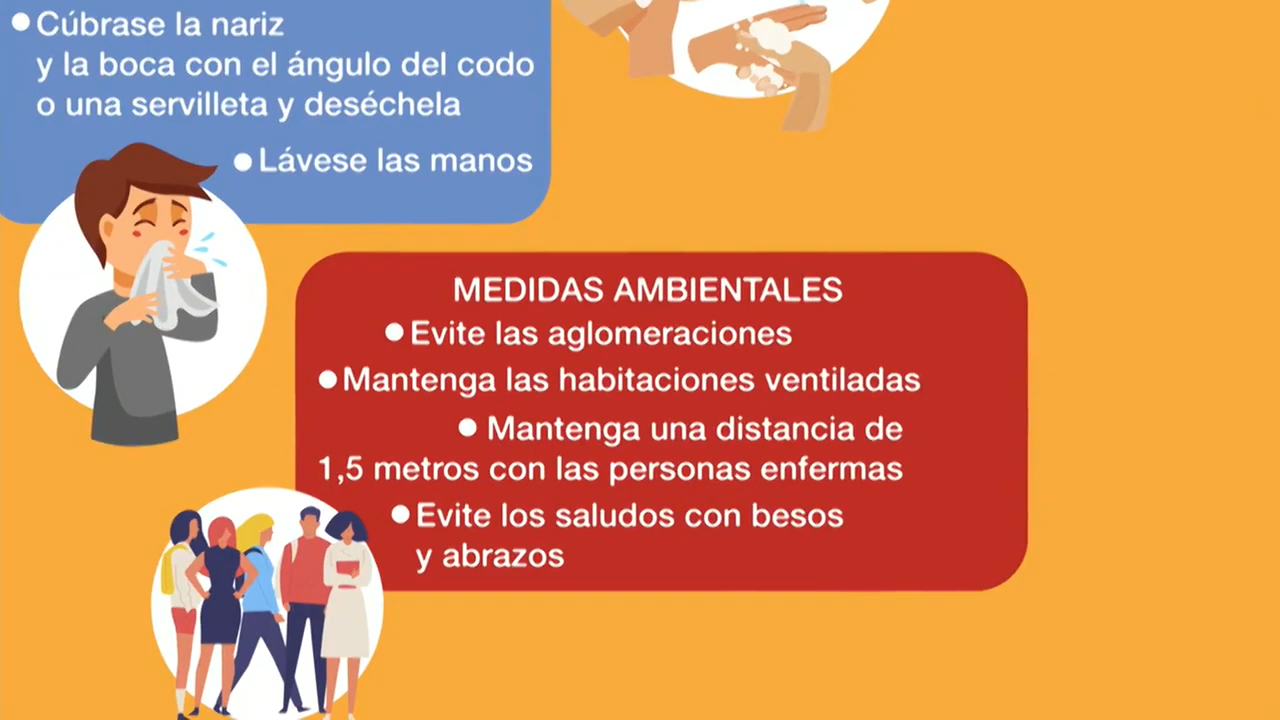 ● Cúbrase la nariz
y la boca con el ángulo del codo
o una servilleta y deséchela
● Lávese las manos
MEDIDAS AMBIENTALES
● Evite las aglomeraciones
● Mantenga las habitaciones ventiladas
● Mantenga una distancia de
1,5 metros con las personas enfermas
● Evite los saludos con besos
y abrazos